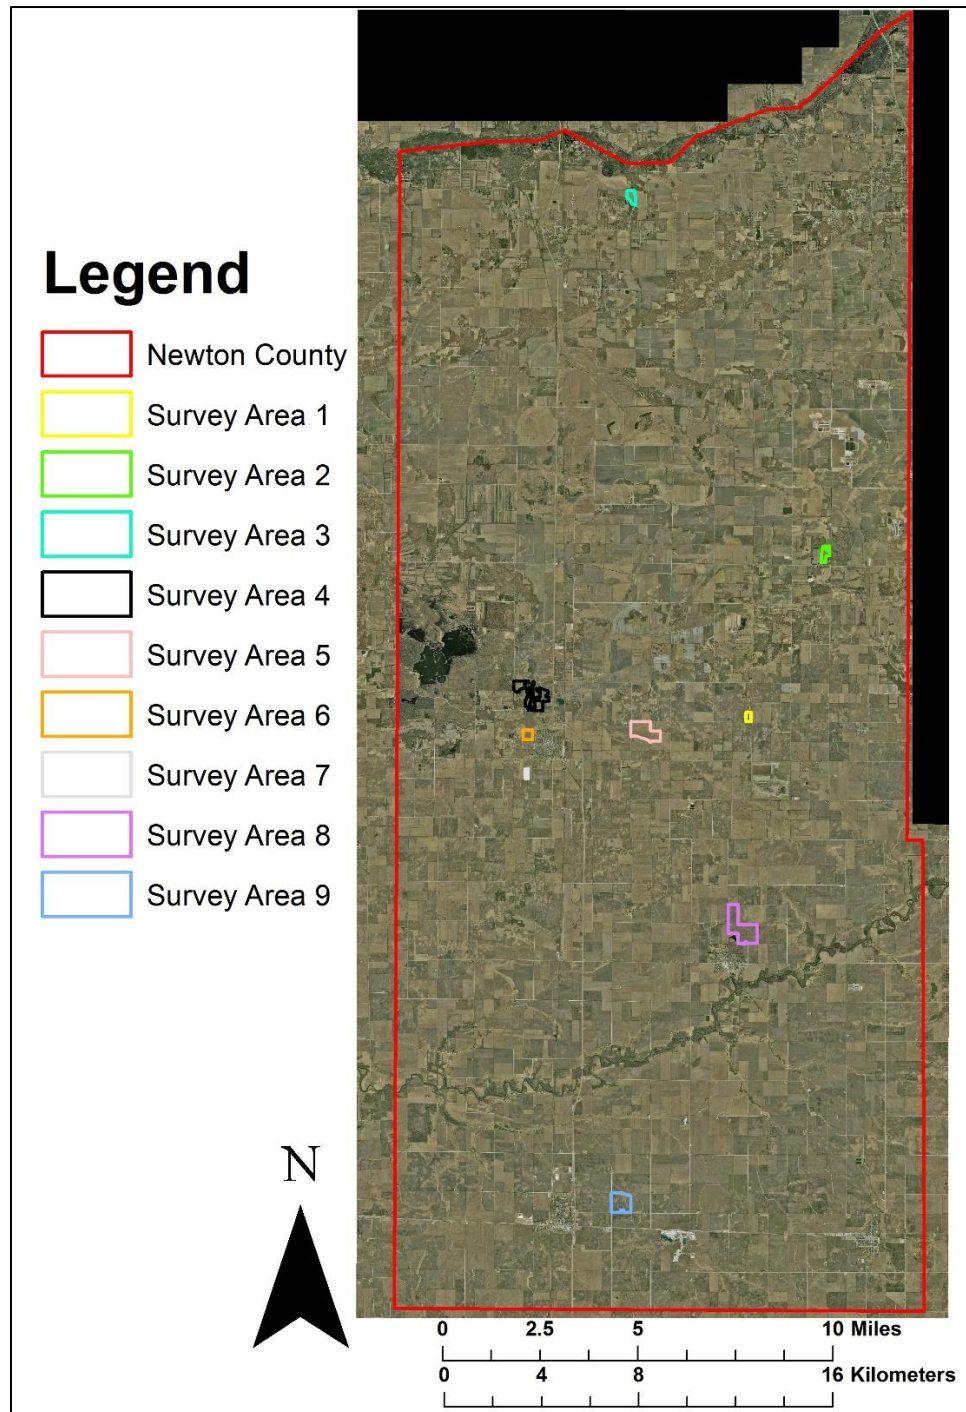 Legend
Newton County
Survey Area 1
Survey Area 2
Survey Area 3
Survey Area 4
Survey Area 5
Survey Area 6
Survey Area 7
Survey Area 8
Survey Area 9
N
0 2.5 5 10 Miles
0 4 8 16 Kilometers